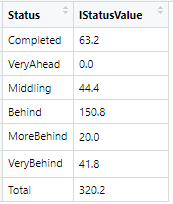 Status IStatusValue
Completed 63.2
VeryAhead 0.0
Middling 44.4
Behind 150.8
MoreBehind 20.0
VeryBehind 41.8
Total 320.2